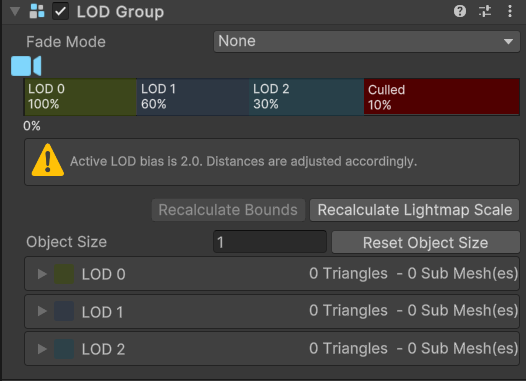 LOD Group
Fade Mode None
LOD 0 LOD 1 LOD 2 Culled
100% 60% 30% 10%
0%
Active LOD bias is 2.0. Distances are adjusted accordingly.
Recalculate Bounds Recalculate Lightmap Scale
Object Size 1 Reset Object Size
LOD 0 0 Triangles - 0 Sub Mesh(es)
LOD 1 0 Triangles - 0 Sub Mesh(es)
LOD 2 0 Triangles - 0 Sub Mesh(es)